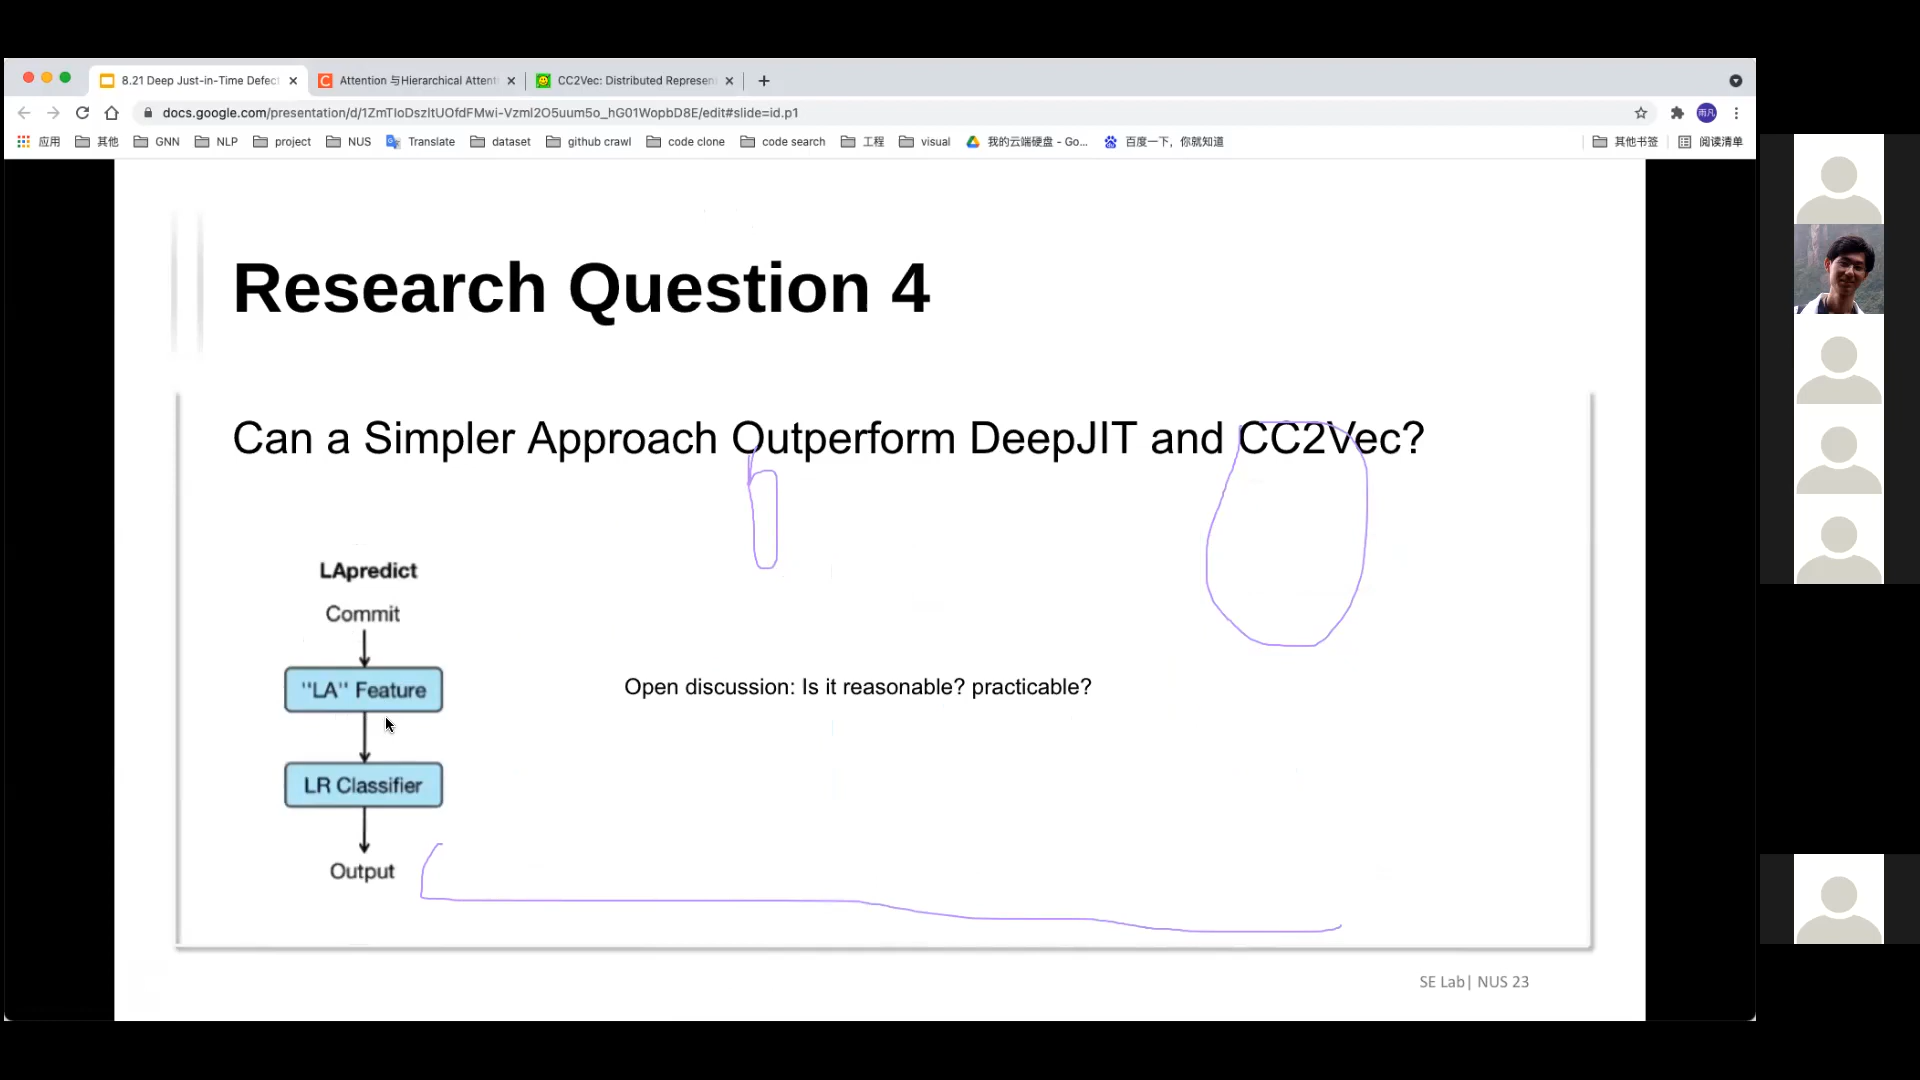 8.21 Deep Just-in-Time Defect
Attention 与Hierarchical Attent
CC2Vec: Distributed Represen
docs.google.com/presentation/d/1ZmTIoDszltUOfdFMwi-Vzml2O5uum5o_hG01WopbD8E/edit#slide=id.p1
雨凡
应用 其他 GNN NLP project NUS Translate dataset github crawl code clone code search 工程 visual 我的云端硬盘 - Go... 百度一下，你就知道 其他书签 阅读清单
Research Question 4
Can a Simpler Approach Outperform DeepJIT and CC2Vec?
LApredict
Commit
"LA" Feature
Open discussion: Is it reasonable? practicable?
LR Classifier
Output
SE Lab| NUS 23